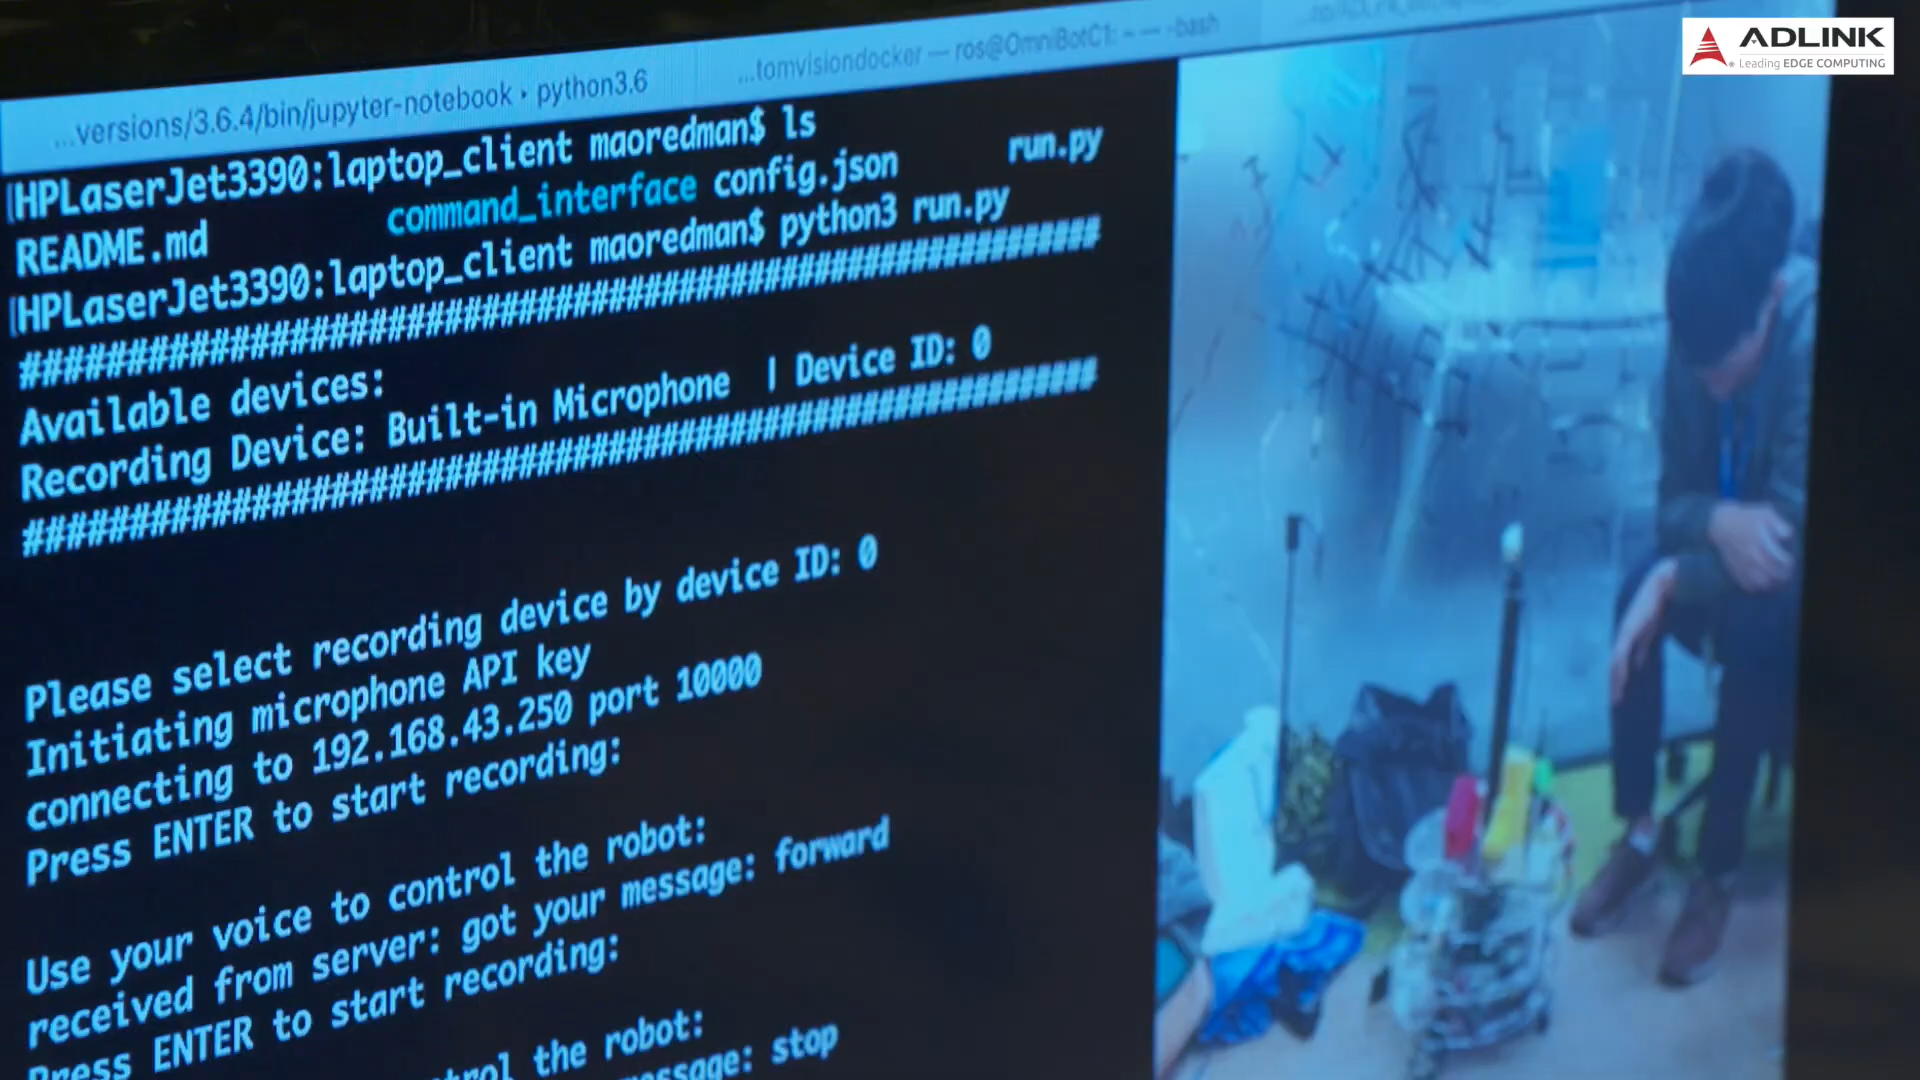 ADLINK
Leading EDGE COMPUTING
...versions/3.6.4/bin/jupyter-notebook • python3.6
...tomvisiondocker — ros@OmniBotC1: ~ — -bash
[HPLaserJet3390:laptop_client maoredman$ ls
README.md command_interface config.json run.py
[HPLaserJet3390:laptop_client maoredman$ python3 run.py
################################################################################
Available devices:
Recording Device: Built-in Microphone | Device ID: 0
################################################################################
Please select recording device by device ID: 0
Initiating microphone API key
connecting to 192.168.43.250 port 10000
Press ENTER to start recording:
Use your voice to control the robot:
received from server: got your message: forward
Press ENTER to start recording:
trol the robot:
essage: stop